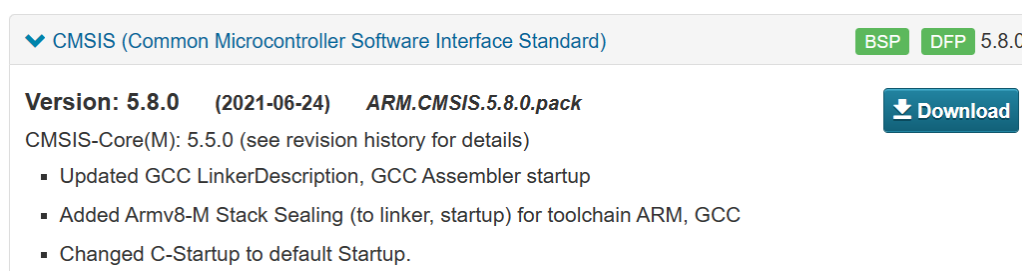 CMSIS (Common Microcontroller Software Interface Standard) BSP DFP 5.8.0
Version: 5.8.0 (2021-06-24) ARM.CMSIS.5.8.0.pack Download
CMSIS-Core(M): 5.5.0 (see revision history for details)
▪ Updated GCC LinkerDescription, GCC Assembler startup
▪ Added Armv8-M Stack Sealing (to linker, startup) for toolchain ARM, GCC
▪ Changed C-Startup to default Startup.